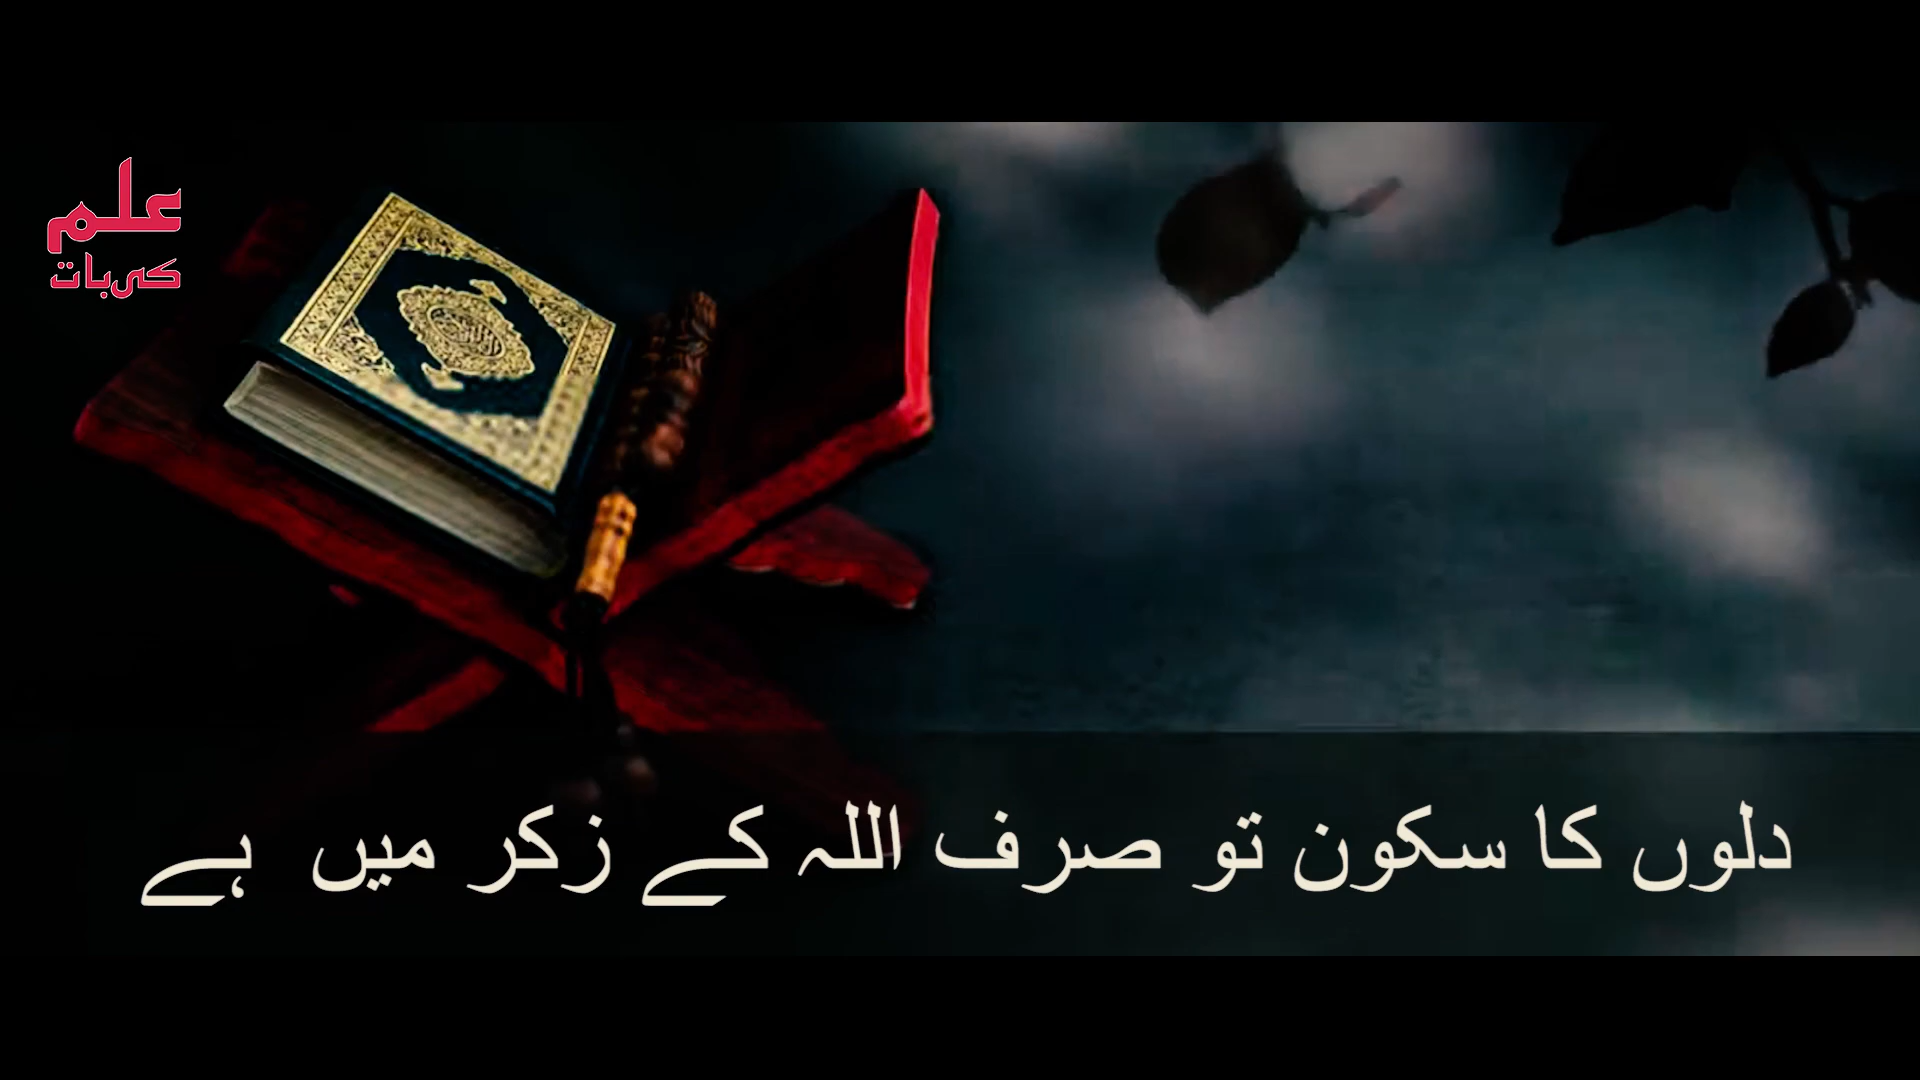 علم
کی بات
دلوں کا سکون تو صرف اللہ کے زکر میں ہے